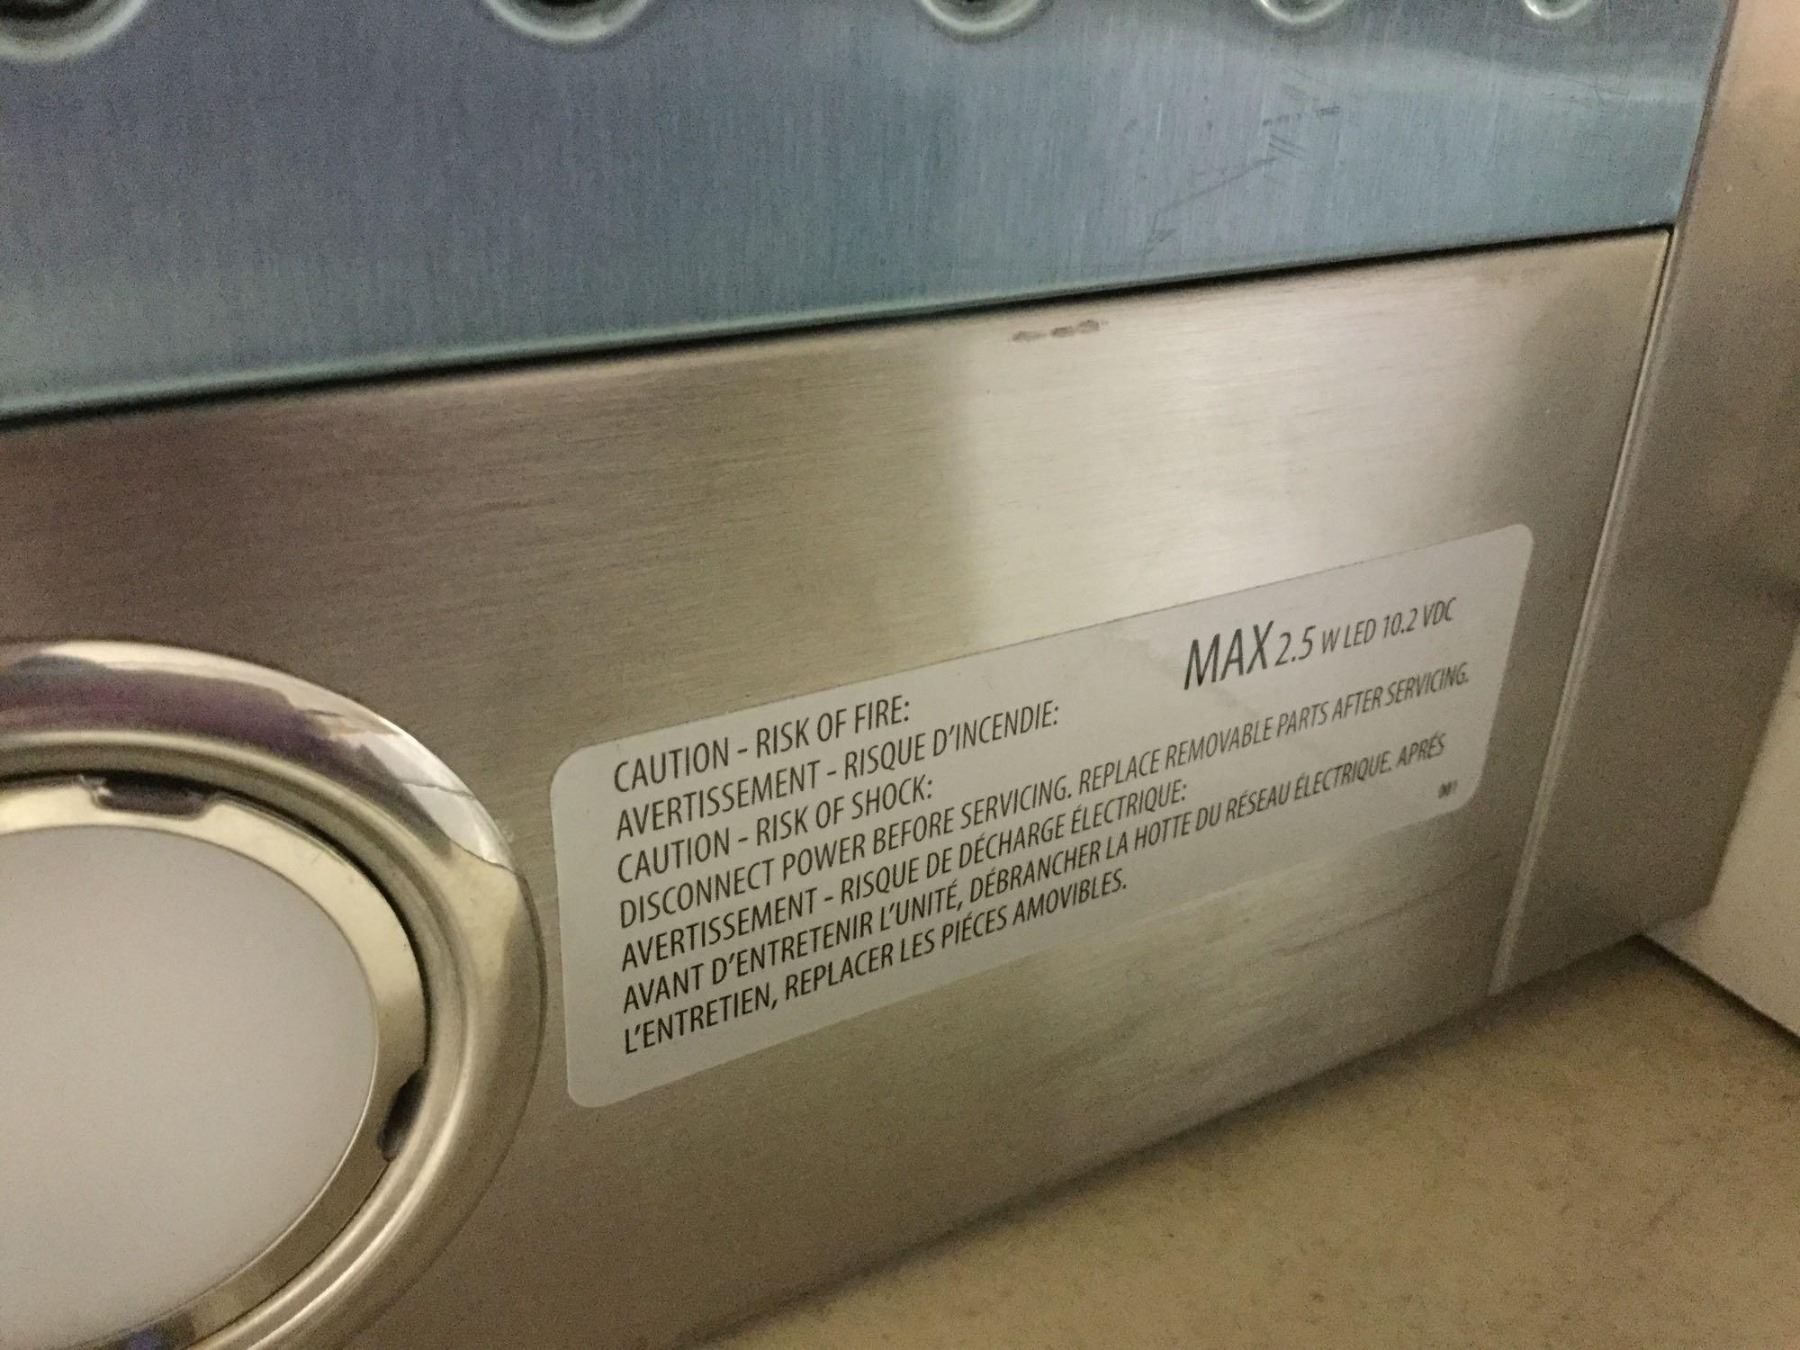 CAUTION - RISK OF FIRE:
MAX 2.5 W LED 10.2 VDC
AVERTISSEMENT - RISQUE D'INCENDIE:
CAUTION - RISK OF SHOCK:
DISCONNECT POWER BEFORE SERVICING. REPLACE REMOVABLE PARTS AFTER SERVICING.
AVERTISSEMENT - RISQUE DE DÉCHARGE ÉLECTRIQUE:
AVANT D'ENTRETENIR L'UNITÉ, DÉBRANCHER LA HOTTE DU RÉSEAU ÉLECTRIQUE. APRÉS
L'ENTRETIEN, REPLACER LES PIÉCES AMOVIBLES.